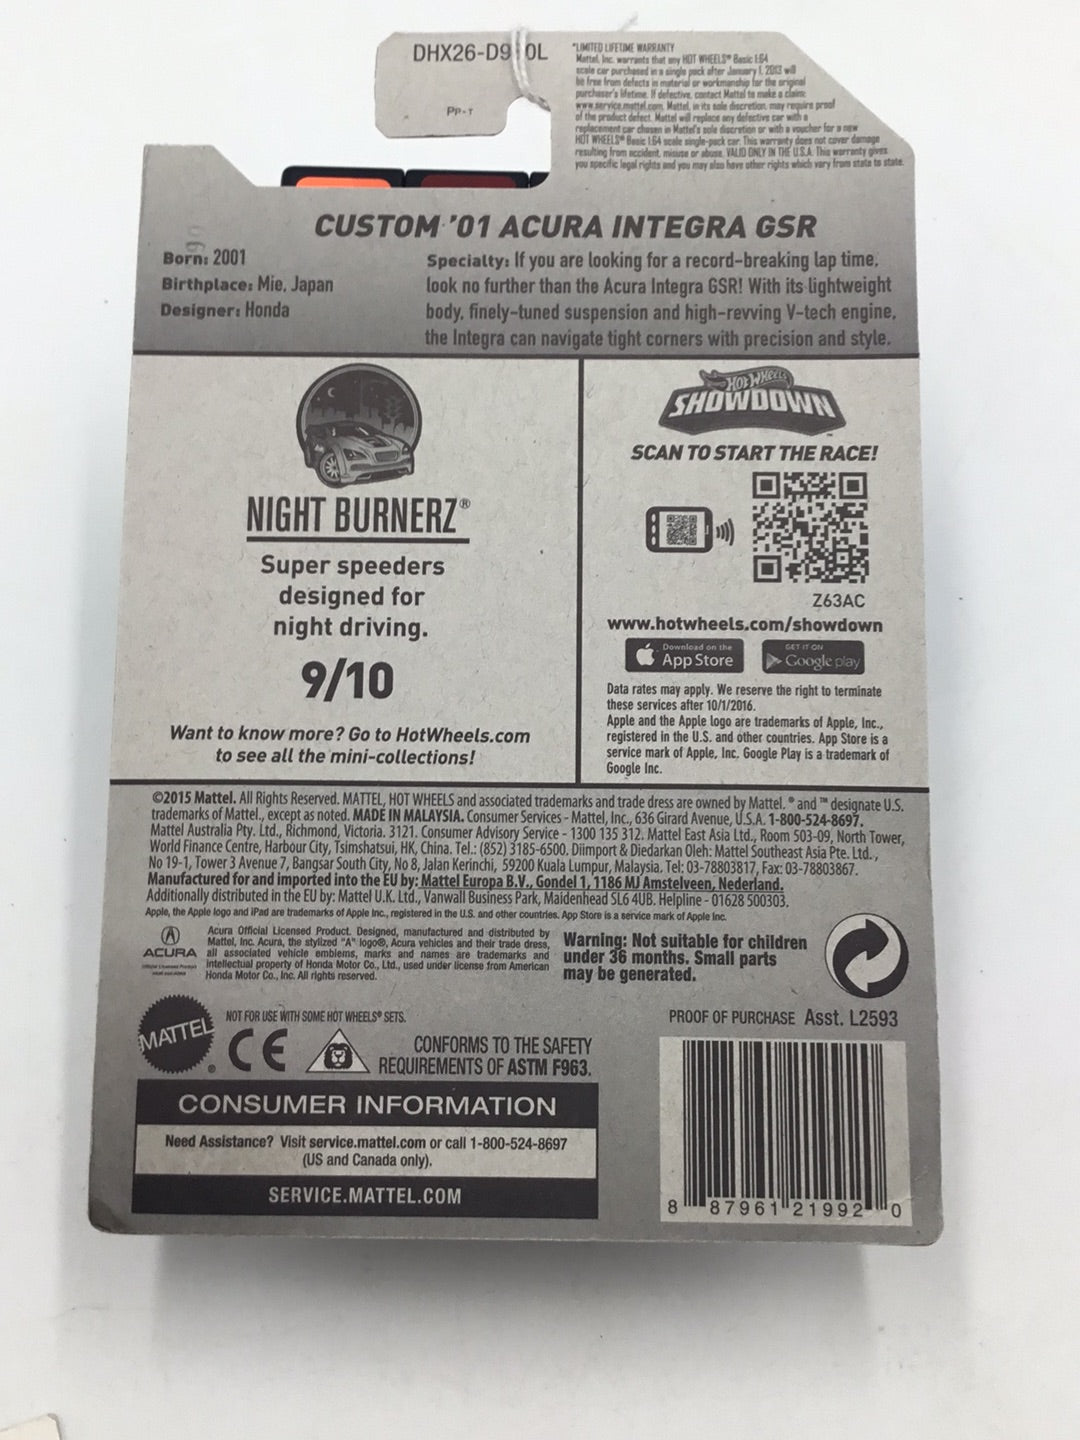 DHX26-D9 0L
PP-T
*LIMITED LIFETIME WARRANTY
Mattel, Inc. warrants that any HOT WHEELS® Basic 1:64
scale car purchased in a single pack after January 1, 2013 will
be free from defects in material or workmanship for the original
purchaser's lifetime. If defective, contact Mattel to make a claim:
www.service.mattel.com. Mattel, in its sole discretion, may require proof
of the product defect. Mattel will replace any defective car with a
replacement car chosen in Mattel's sole discretion or with a voucher for a new
HOT WHEELS® Basic 1:64 scale single-pack car. This warranty does not cover damage
resulting from accident, misuse or abuse. VALID ONLY IN THE U.S.A. This warranty gives
you specific legal rights and you may also have other rights which vary from state to state.
CUSTOM '01 ACURA INTEGRA GSR
Born: 2001
Birthplace: Mie, Japan
Designer: Honda
Specialty: If you are looking for a record-breaking lap time,
look no further than the Acura Integra GSR! With its lightweight
body, finely-tuned suspension and high-revving V-tech engine,
the Integra can navigate tight corners with precision and style.
NIGHT BURNERZ®
Super speeders
designed for
night driving.
9/10
Want to know more? Go to HotWheels.com
to see all the mini-collections!
HOT WHEELS
SHOWDOWN™
SCAN TO START THE RACE!
Z63AC
www.hotwheels.com/showdown
Download on the
App Store
GET IT ON
Google play
Data rates may apply. We reserve the right to terminate
these services after 10/1/2016.
Apple and the Apple logo are trademarks of Apple, Inc.,
registered in the U.S. and other countries. App Store is a
service mark of Apple, Inc. Google Play is a trademark of
Google Inc.
©2015 Mattel. All Rights Reserved. MATTEL, HOT WHEELS and associated trademarks and trade dress are owned by Mattel. ® and ™ designate U.S.
trademarks of Mattel., except as noted. MADE IN MALAYSIA. Consumer Services - Mattel, Inc., 636 Girard Avenue, U.S.A. 1-800-524-8697.
Mattel Australia Pty. Ltd., Richmond, Victoria. 3121. Consumer Advisory Service - 1300 135 312. Mattel East Asia Ltd., Room 503-09, North Tower,
World Finance Centre, Harbour City, Tsimshatsui, HK, China. Tel.: (852) 3185-6500. Diimport & Diedarkan Oleh: Mattel Southeast Asia Pte. Ltd.,
No 19-1, Tower 3 Avenue 7, Bangsar South City, No 8, Jalan Kerinchi, 59200 Kuala Lumpur, Malaysia. Tel: 03-78803817, Fax: 03-78803867.
Manufactured for and imported into the EU by: Mattel Europa B.V., Gondel 1, 1186 MJ Amstelveen, Nederland.
Additionally distributed in the EU by: Mattel U.K. Ltd., Vanwall Business Park, Maidenhead SL6 4UB. Helpline - 01628 500303.
Apple, the Apple logo and iPad are trademarks of Apple Inc., registered in the U.S. and other countries. App Store is a service mark of Apple Inc.
ACURA
Official Licensed Product
Acura Official Licensed Product. Designed, manufactured and distributed by
Mattel, Inc. Acura, the stylized "A" logo®, Acura vehicles and their trade dress,
all associated vehicle emblems, marks and names are trademarks and
intellectual property of Honda Motor Co., Ltd., used under license from American
Honda Motor Co., Inc. All rights reserved.
Warning: Not suitable for children
under 36 months. Small parts
may be generated.
MATTEL®
NOT FOR USE WITH SOME HOT WHEELS® SETS.
CE
CONFORMS TO THE SAFETY
REQUIREMENTS OF ASTM F963.
PROOF OF PURCHASE Asst. L2593
CONSUMER INFORMATION
Need Assistance? Visit service.mattel.com or call 1-800-524-8697
(US and Canada only).
SERVICE.MATTEL.COM
8 87961 21992 0